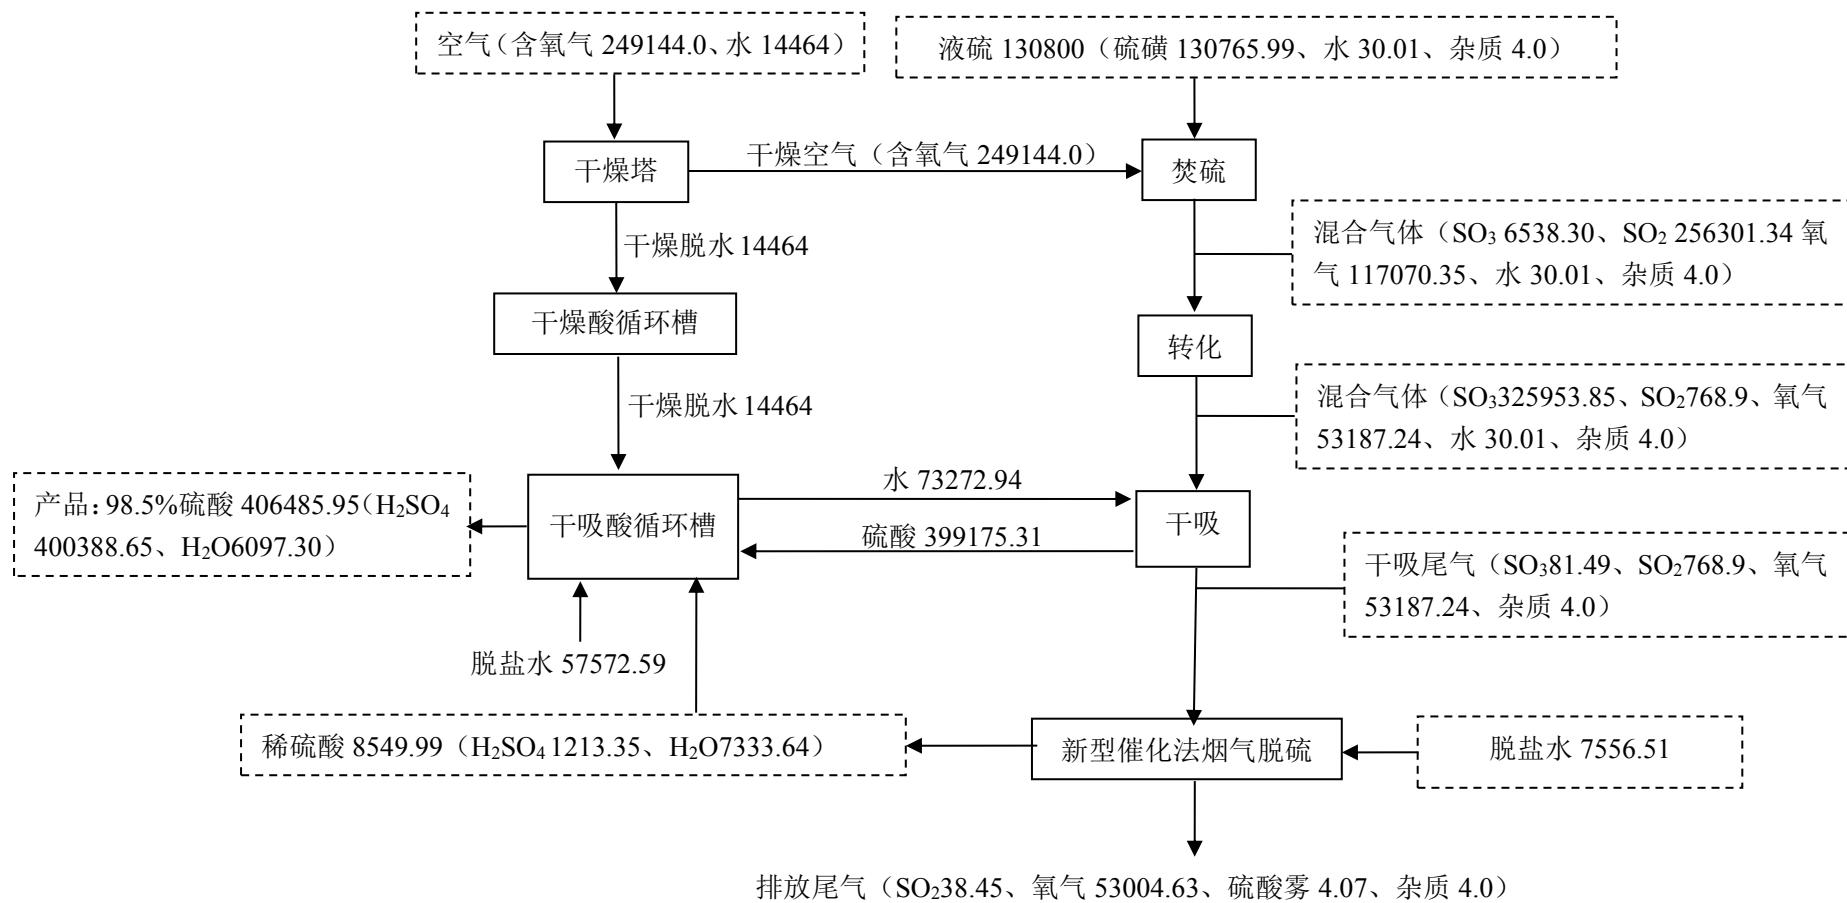 空气（含氧气 249144.0、水 14464）
液硫 130800（硫磺 130765.99、水 30.01、杂质 4.0）
干燥塔
干燥空气（含氧气 249144.0）
焚硫
干燥脱水 14464
混合气体（SO₃ 6538.30、SO₂ 256301.34 氧
气 117070.35、水 30.01、杂质 4.0）
干燥酸循环槽
转化
干燥脱水 14464
混合气体（SO₃325953.85、SO₂768.9、氧气
53187.24、水 30.01、杂质 4.0）
产品：98.5%硫酸 406485.95（H₂SO₄
400388.65、H₂O6097.30）
干吸酸循环槽
水 73272.94
硫酸 399175.31
干吸
干吸尾气（SO₃81.49、SO₂768.9、氧气
53187.24、杂质 4.0）
脱盐水 57572.59
稀硫酸 8549.99（H₂SO₄ 1213.35、H₂O7333.64）
新型催化法烟气脱硫
脱盐水 7556.51
排放尾气（SO₂38.45、氧气 53004.63、硫酸雾 4.07、杂质 4.0）